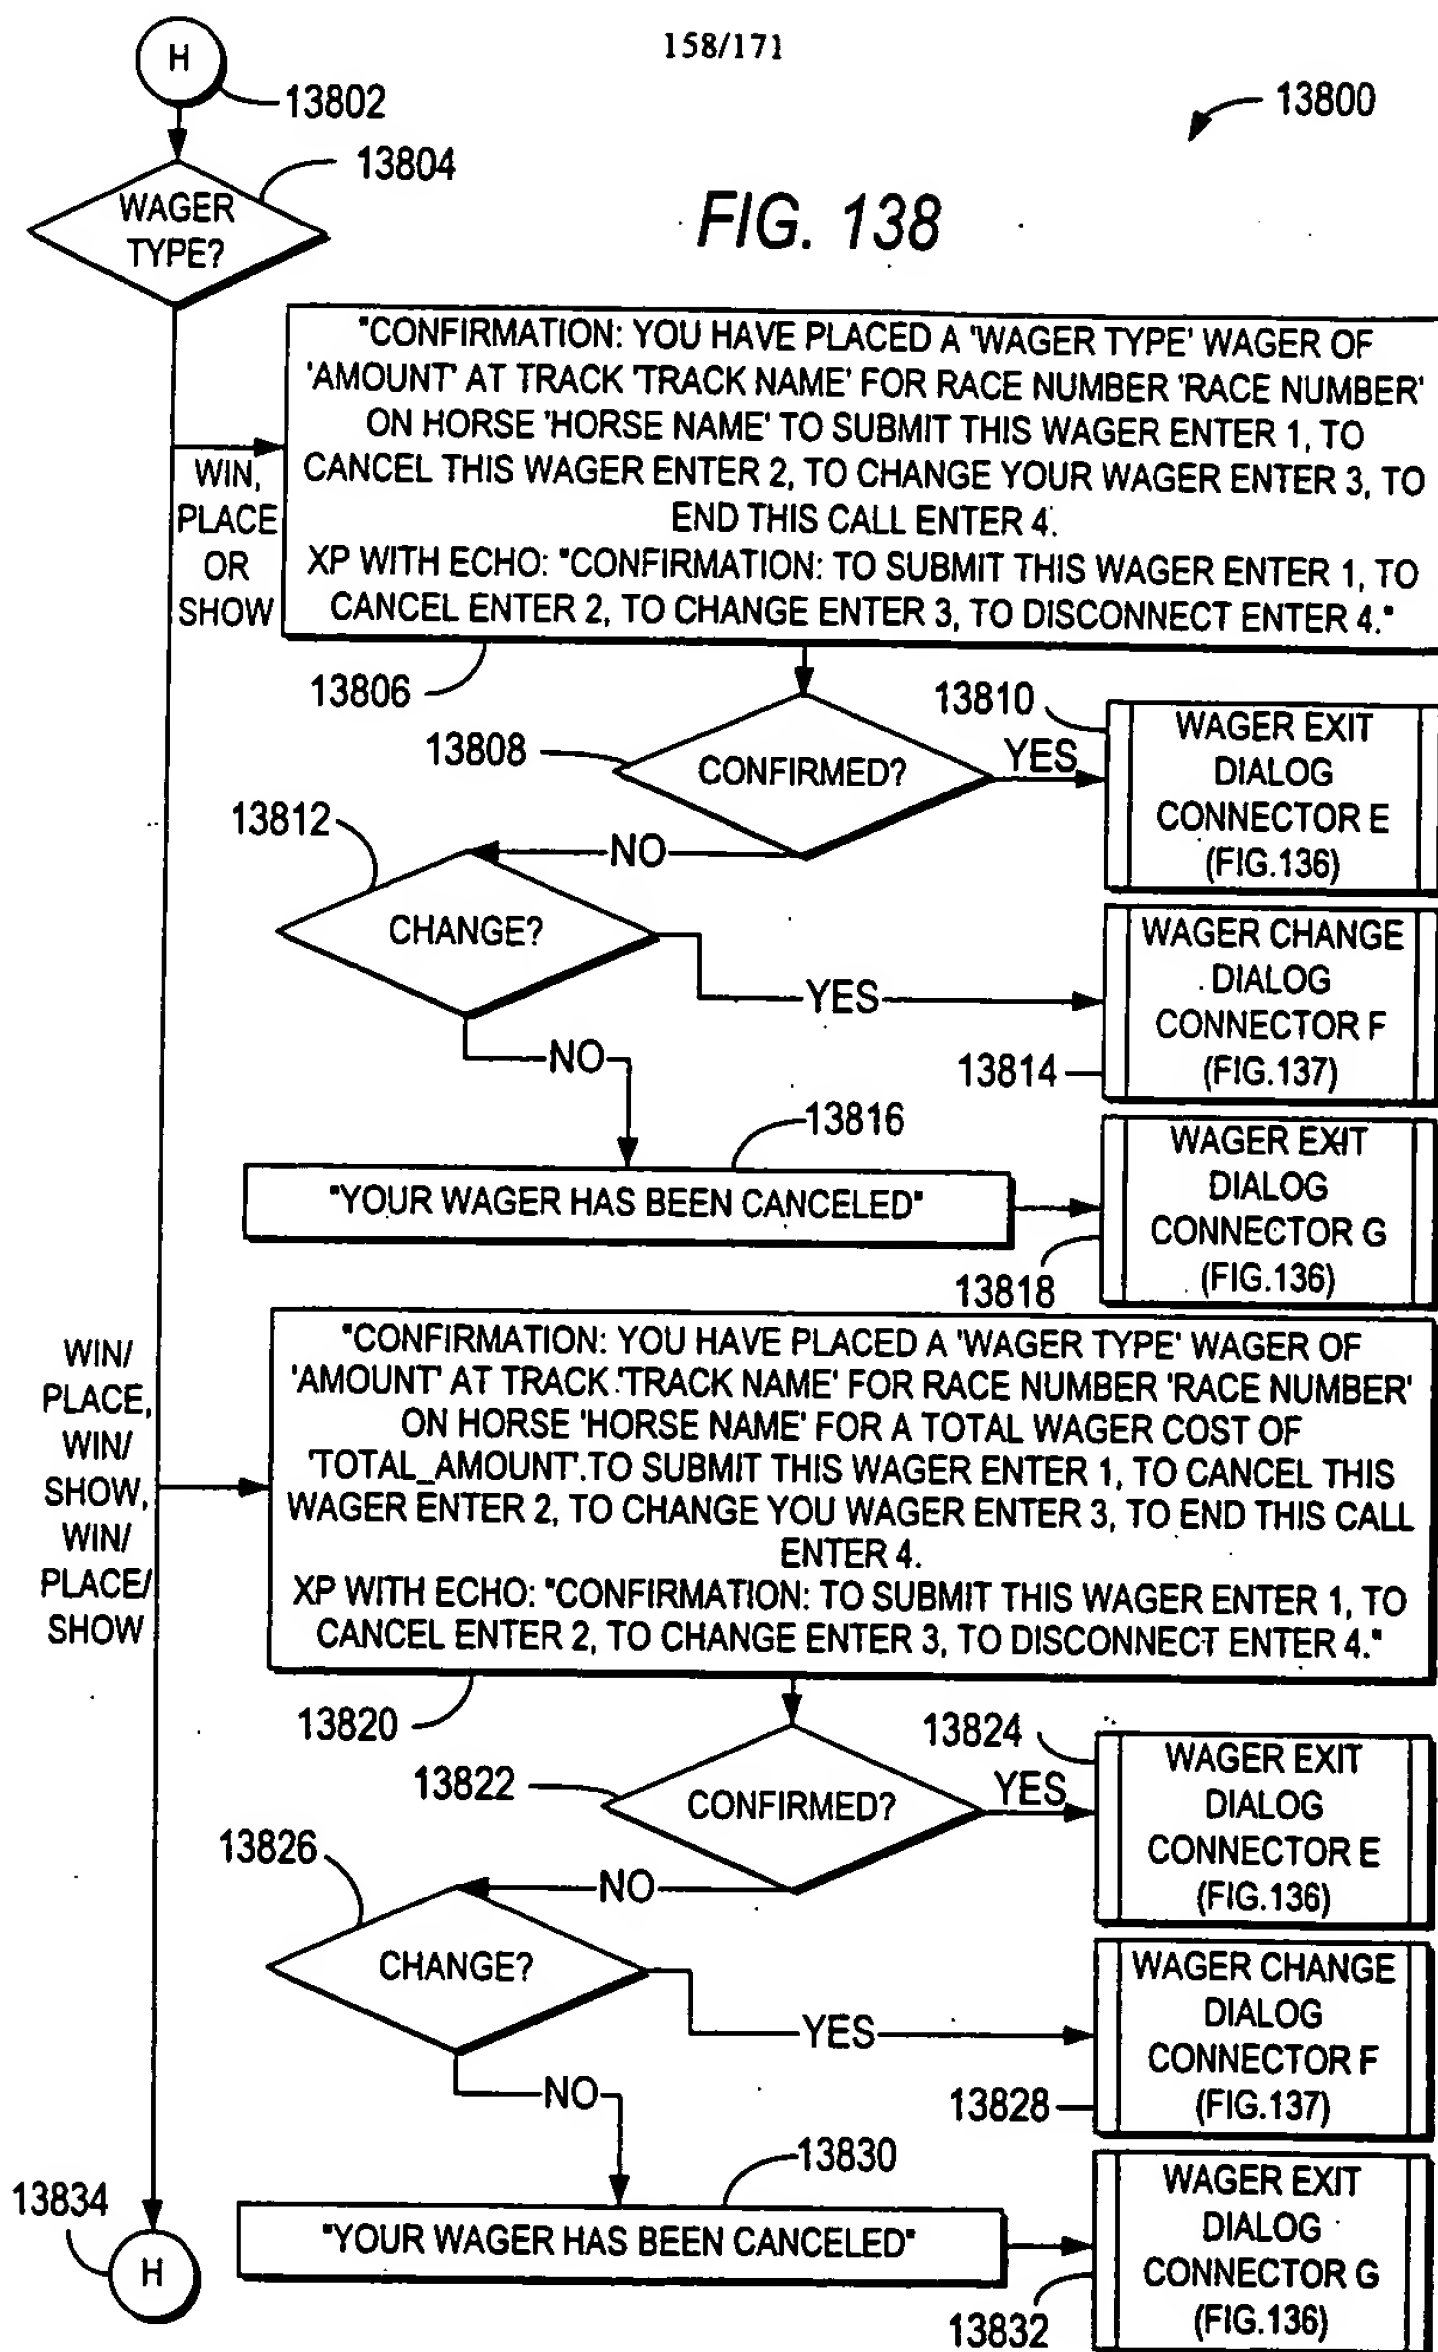 158/171
H
13802
13800
13804
WAGER
TYPE?
FIG. 138
"CONFIRMATION: YOU HAVE PLACED A 'WAGER TYPE' WAGER OF
'AMOUNT' AT TRACK 'TRACK NAME' FOR RACE NUMBER 'RACE NUMBER'
ON HORSE 'HORSE NAME' TO SUBMIT THIS WAGER ENTER 1, TO
CANCEL THIS WAGER ENTER 2, TO CHANGE YOUR WAGER ENTER 3, TO
END THIS CALL ENTER 4.
XP WITH ECHO: "CONFIRMATION: TO SUBMIT THIS WAGER ENTER 1, TO
CANCEL ENTER 2, TO CHANGE ENTER 3, TO DISCONNECT ENTER 4."
WIN,
PLACE
OR
SHOW
13806
13808
CONFIRMED?
YES
13810
WAGER EXIT
DIALOG
CONNECTOR E
(FIG.136)
NO
13812
CHANGE?
YES
WAGER CHANGE
DIALOG
CONNECTOR F
(FIG.137)
13814
NO
13816
"YOUR WAGER HAS BEEN CANCELED"
WAGER EXIT
DIALOG
CONNECTOR G
(FIG.136)
13818
WIN/
PLACE,
WIN/
SHOW,
WIN/
PLACE/
SHOW
"CONFIRMATION: YOU HAVE PLACED A 'WAGER TYPE' WAGER OF
'AMOUNT' AT TRACK 'TRACK NAME' FOR RACE NUMBER 'RACE NUMBER'
ON HORSE 'HORSE NAME' FOR A TOTAL WAGER COST OF
'TOTAL_AMOUNT'.TO SUBMIT THIS WAGER ENTER 1, TO CANCEL THIS
WAGER ENTER 2, TO CHANGE YOU WAGER ENTER 3, TO END THIS CALL
ENTER 4.
XP WITH ECHO: "CONFIRMATION: TO SUBMIT THIS WAGER ENTER 1, TO
CANCEL ENTER 2, TO CHANGE ENTER 3, TO DISCONNECT ENTER 4."
13820
13822
CONFIRMED?
YES
13824
WAGER EXIT
DIALOG
CONNECTOR E
(FIG.136)
NO
13826
CHANGE?
YES
WAGER CHANGE
DIALOG
CONNECTOR F
(FIG.137)
13828
NO
13830
"YOUR WAGER HAS BEEN CANCELED"
WAGER EXIT
DIALOG
CONNECTOR G
(FIG.136)
13832
13834
H